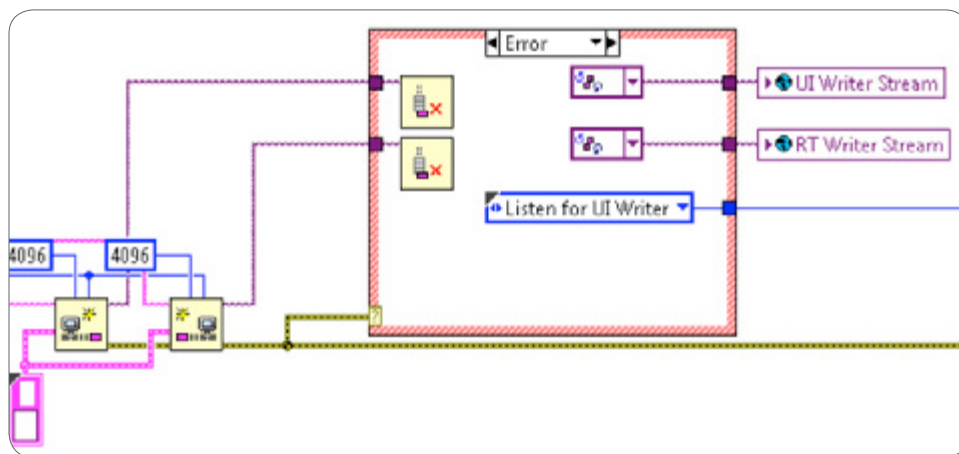 Error
UI Writer Stream
RT Writer Stream
Listen for UI Writer
4096
4096
?